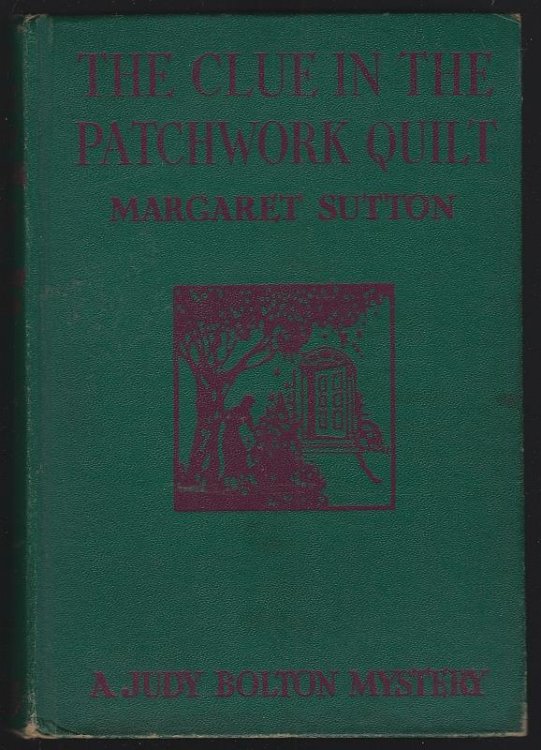 THE CLUE IN THE
PATCHWORK QUILT
MARGARET SUTTON
A JUDY BOLTON MYSTERY